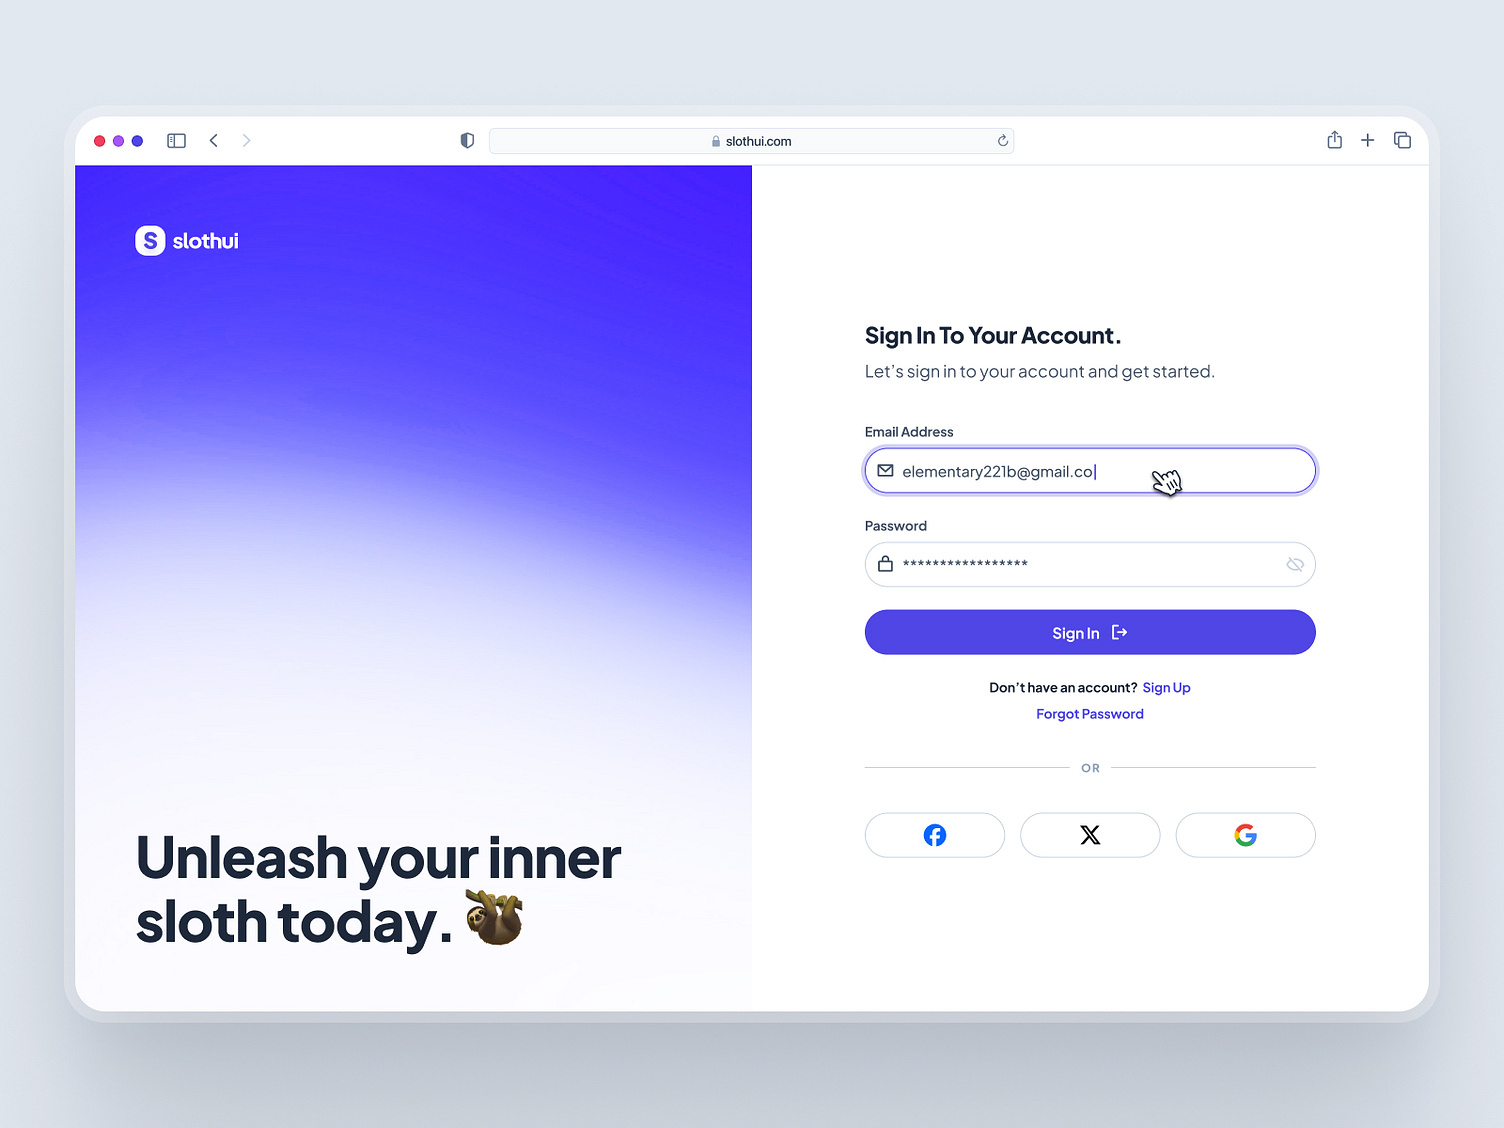 slothui.com
S slothui
Unleash your inner
sloth today.
Sign In To Your Account.
Let's sign in to your account and get started.
Email Address
elementary221b@gmail.co
Password
*****************
Sign In
Don't have an account? Sign Up
Forgot Password
OR